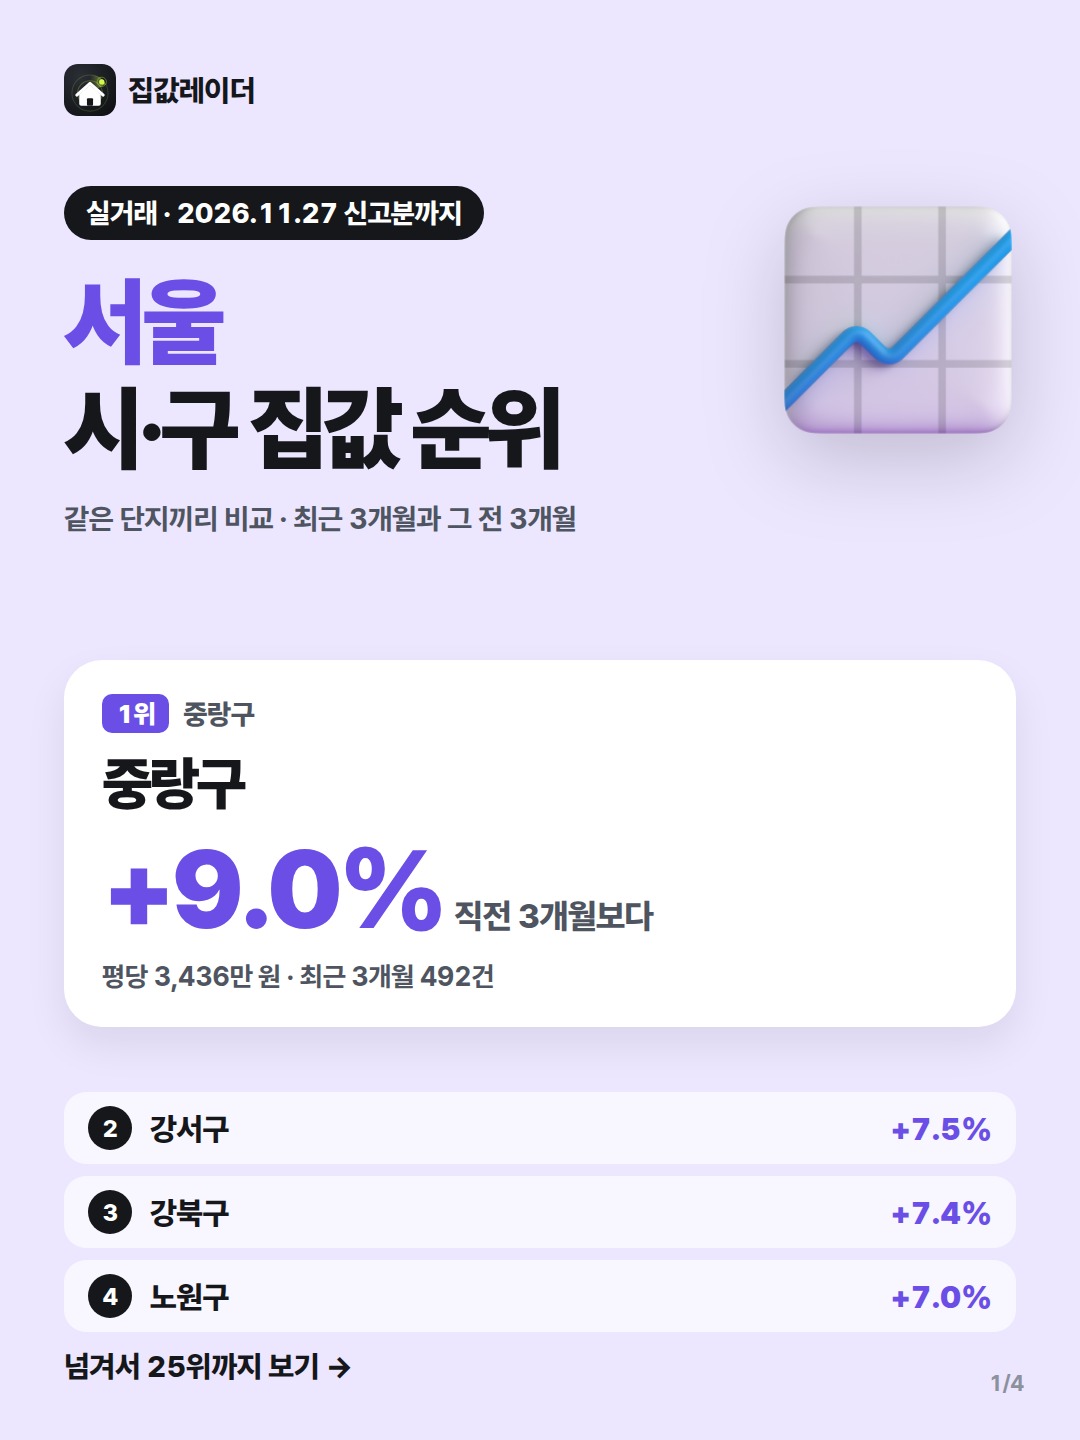 집값레이더
실거래 · 2026.11.27 신고분까지
서울
시·구 집값 순위
같은 단지끼리 비교 · 최근 3개월과 그 전 3개월
1위 중랑구
중랑구
+9.0% 직전 3개월보다
평당 3,436만 원 · 최근 3개월 492건
2 강서구 +7.5%
3 강북구 +7.4%
4 노원구 +7.0%
넘겨서 25위까지 보기 →
1/4